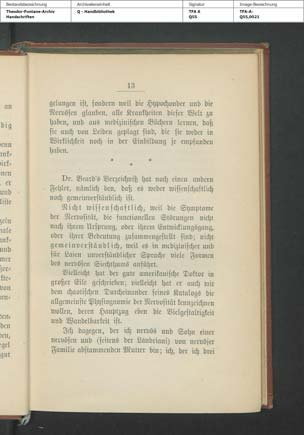 Bestandsbezeichnung
Archivalieneinheit
Signatur
Image-Bezeichnung
Theodor-Fontane-Archiv
Handschriften
Q - Handbibliothek
TFA A
Q55
TFA-A-
Q55,0021
13
gelungen ist, sondern weil die Hypochonder und die
Nervösen glauben, alle Krankheiten dieser Welt zu
haben, und aus medizinischen Büchern lernen, daß
sie auch von Leiden geplagt sind, die sie weder in
Wirklichkeit noch in der Einbildung je empfunden
haben.
* * *
Dr. Beard's Verzeichniß hat noch einen andern
Fehler, nämlich den, daß es weder wissenschaftlich
noch gemeinverständlich ist.
Nicht wissenschaftlich, weil die Symptome
der Nervosität, die functionellen Störungen nicht
nach ihrem Ursprung, oder ihrem Entwickelungsgang,
oder ihrer Bedeutung zusammengestellt sind; nicht
gemeinverständlich, weil es in medizinischer und
für Laien unverständlicher Sprache viele Formen
des nervösen Siechthums anführt.
Vielleicht hat der gute amerikanische Doktor in
großer Eile geschrieben; vielleicht hat er auch mit
dem chaotischen Durcheinander seines Katalogs die
allgemeinste Physiognomie der Nervosität kennzeichnen
wollen, deren Hauptzug eben die Vielgestaltigkeit
und Wandelbarkeit ist.
Ich dagegen, der ich nervös und Sohn einer
nervösen und (seitens der Landriani) von nervöser
Familie abstammenden Mutter bin; ich, der ich drei